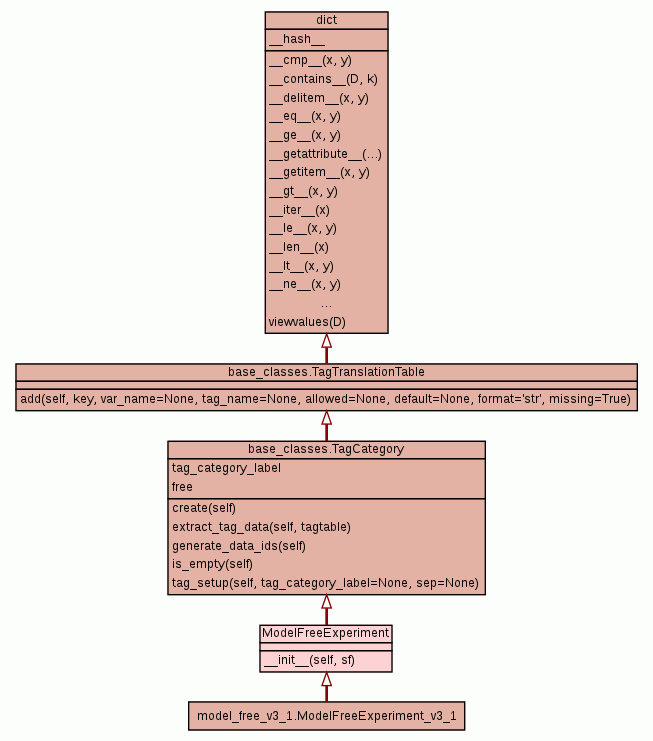 dict
__hash__
__cmp__(x, y)
__contains__(D, k)
__delitem__(x, y)
__eq__(x, y)
__ge__(x, y)
__getattribute__(...)
__getitem__(x, y)
__gt__(x, y)
__iter__(x)
__le__(x, y)
__len__(x)
__lt__(x, y)
__ne__(x, y)
...
viewvalues(D)
base_classes.TagTranslationTable
add(self, key, var_name=None, tag_name=None, allowed=None, default=None, format='str', missing=True)
base_classes.TagCategory
tag_category_label
free
create(self)
extract_tag_data(self, tagtable)
generate_data_ids(self)
is_empty(self)
tag_setup(self, tag_category_label=None, sep=None)
ModelFreeExperiment
__init__(self, sf)
model_free_v3_1.ModelFreeExperiment_v3_1